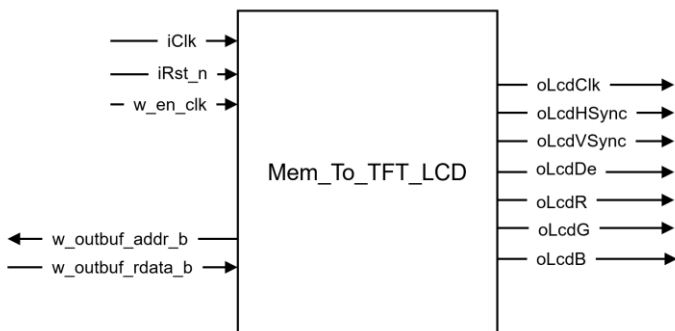 iClk
iRst_n
w_en_clk
w_outbuf_addr_b
w_outbuf_rdata_b
Mem_To_TFT_LCD
oLcdClk
oLcdHSync
oLcdVSync
oLcdDe
oLcdR
oLcdG
oLcdB